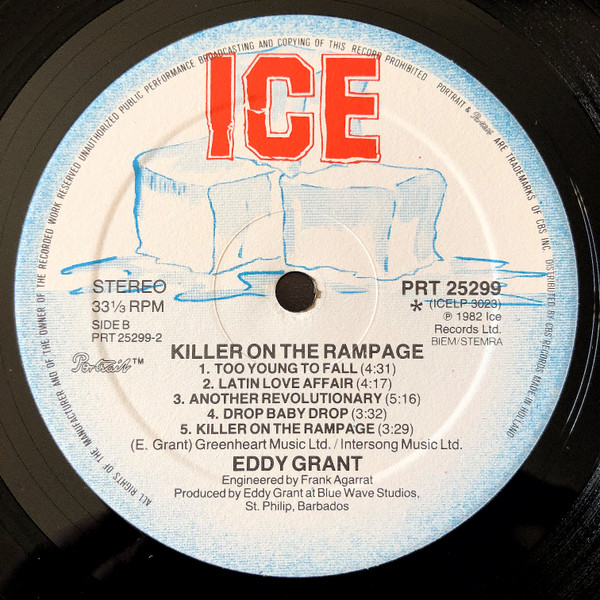 ALL RIGHTS OF THE MANUFACTURER AND OF THE OWNER OF THE RECORDED WORK RESERVED UNAUTHORIZED PUBLIC PERFORMANCE BROADCASTING AND COPYING OF THIS RECORD PROHIBITED
PORTRAIT & Portrait ARE TRADEMARKS OF CBS INC. DISTRIBUTED BY CBS RECORDS MADE IN HOLLAND
ICE
STEREO
33⅓ RPM
SIDE B
PRT 25299-2
Portrait™
PRT 25299
* (ICELP 3023)
℗ 1982 Ice
Records Ltd.
BIEM/STEMRA
KILLER ON THE RAMPAGE
1. TOO YOUNG TO FALL (4:31)
2. LATIN LOVE AFFAIR (4:17)
3. ANOTHER REVOLUTIONARY (5:16)
4. DROP BABY DROP (3:32)
5. KILLER ON THE RAMPAGE (3:29)
(E. Grant) Greenheart Music Ltd. / Intersong Music Ltd.
EDDY GRANT
Engineered by Frank Agarrat
Produced by Eddy Grant at Blue Wave Studios,
St. Philip, Barbados